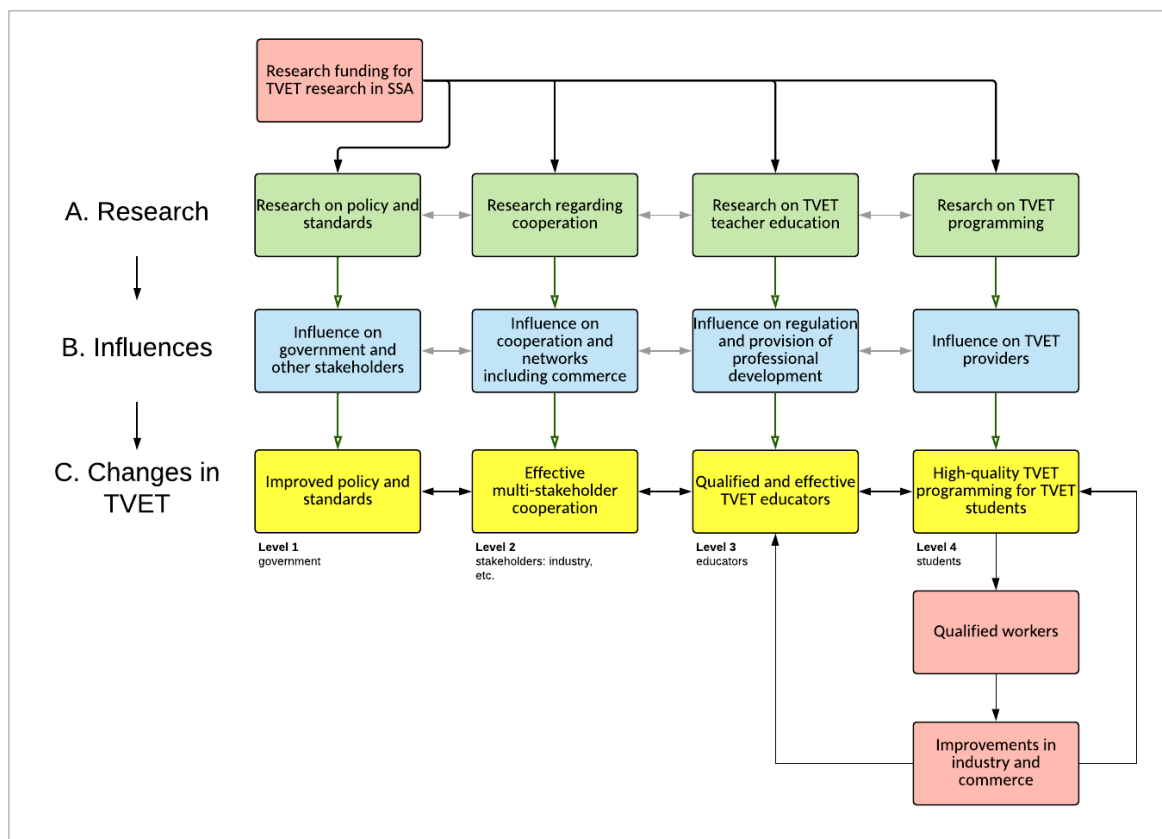 Research funding for
TVET research in SSA
A. Research
Research on policy and
standards
Research regarding
cooperation
Research on TVET
teacher education
Resarch on TVET
programming
B. Influences
Influence on
government and
other stakeholders
Influence on
cooperation and
networks
including commerce
Influence on regulation
and provision of
professional
development
Influence on TVET
providers
C. Changes in
TVET
Improved policy and
standards
Effective
multi-stakeholder
cooperation
Qualified and effective
TVET educators
High-quality TVET
programming for TVET
students
Level 1
government
Level 2
stakeholders: industry,
etc.
Level 3
educators
Level 4
students
Qualified workers
Improvements in
industry and
commerce